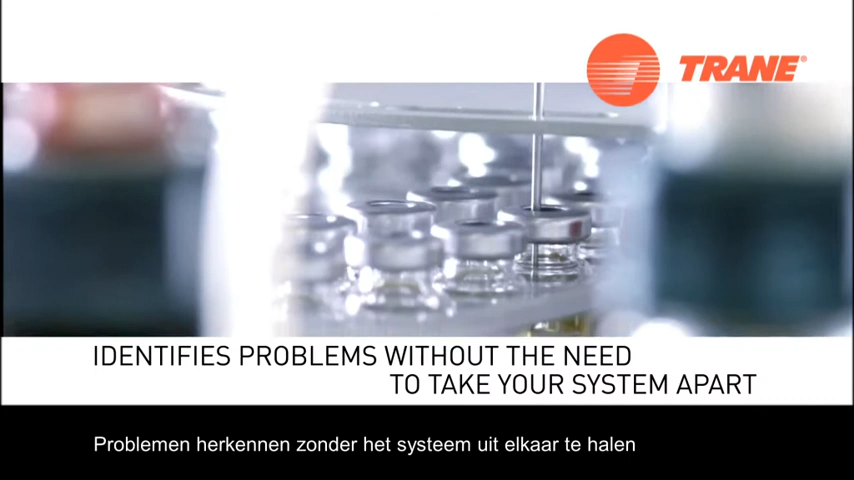 TRANE®
IDENTIFIES PROBLEMS WITHOUT THE NEED
TO TAKE YOUR SYSTEM APART
Problemen herkennen zonder het systeem uit elkaar te halen